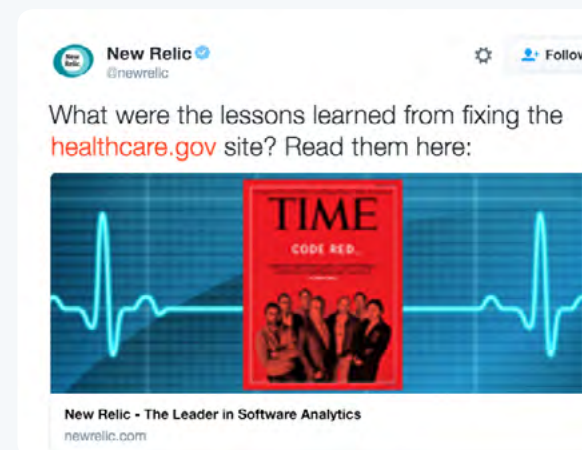 New Relic
@newrelic
Follow
What were the lessons learned from fixing the
healthcare.gov site? Read them here:
TIME
CODE RED
New Relic - The Leader in Software Analytics
newrelic.com